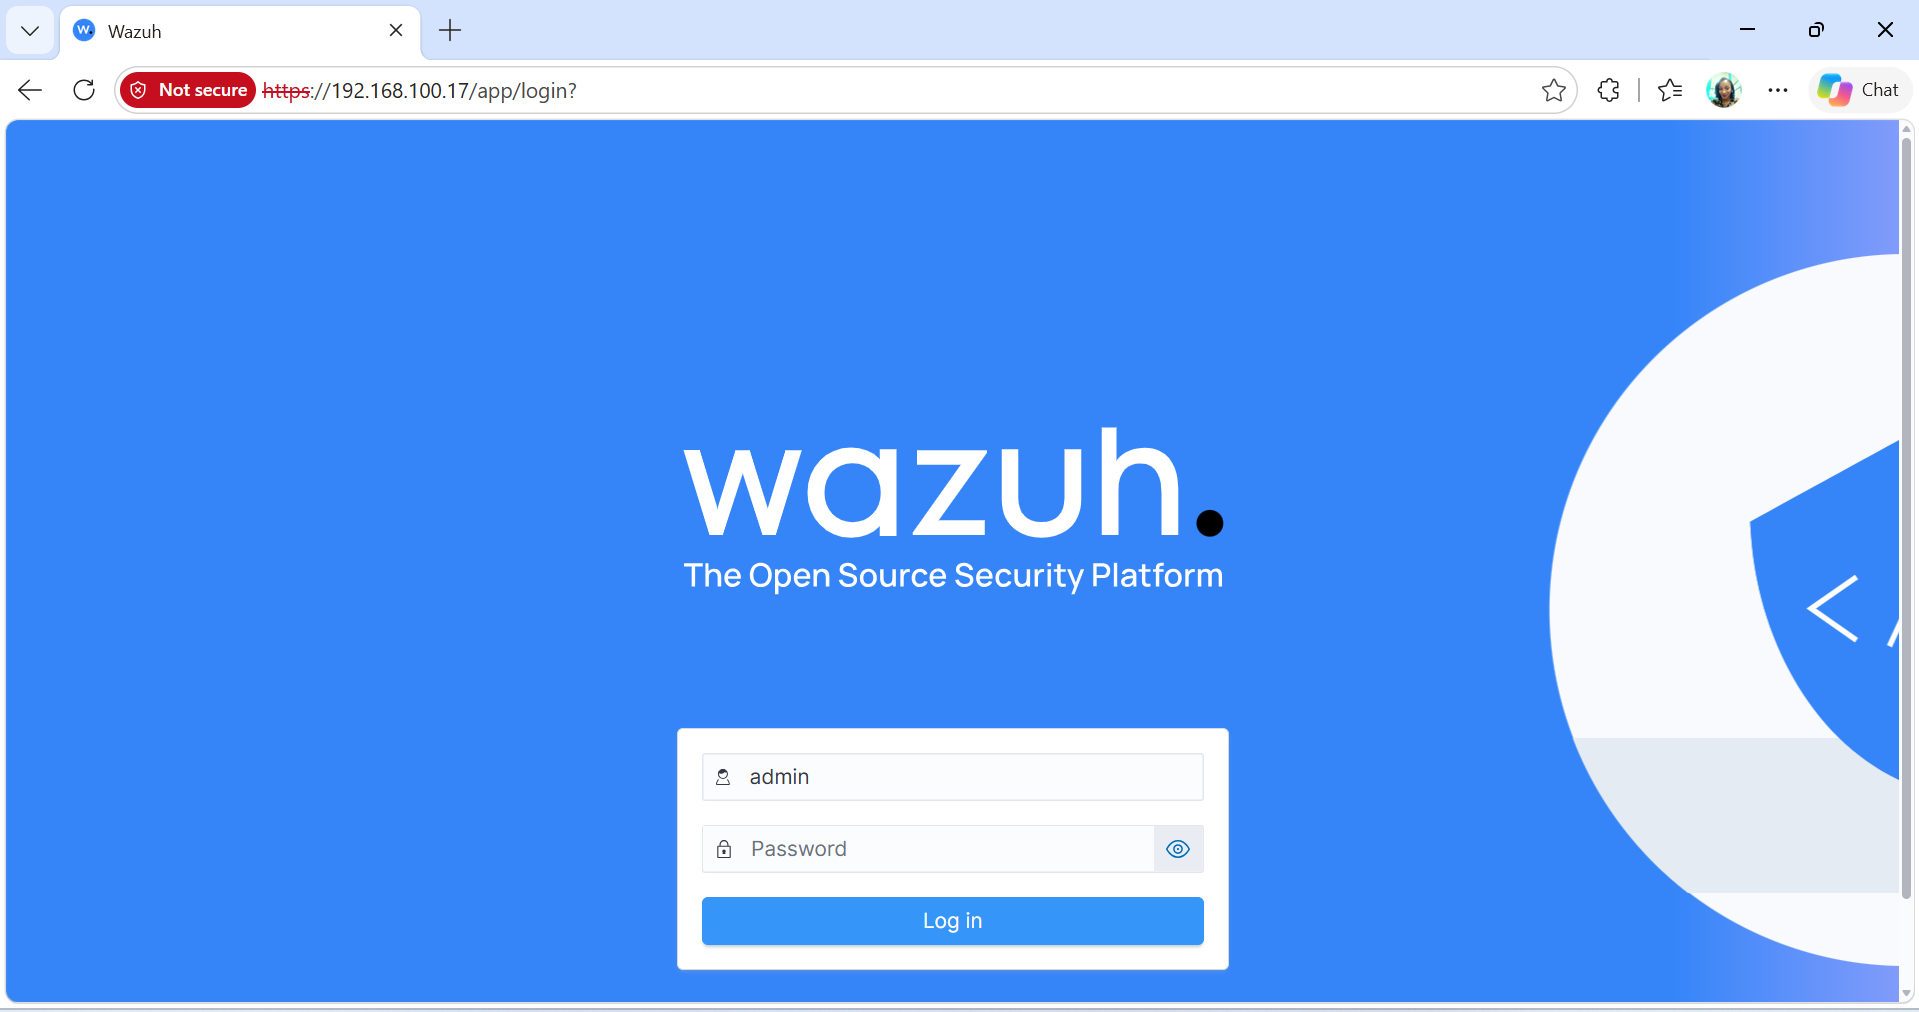 Wazuh
Not secure https://192.168.100.17/app/login?
Chat
wazuh.
The Open Source Security Platform
admin
Password
Log in